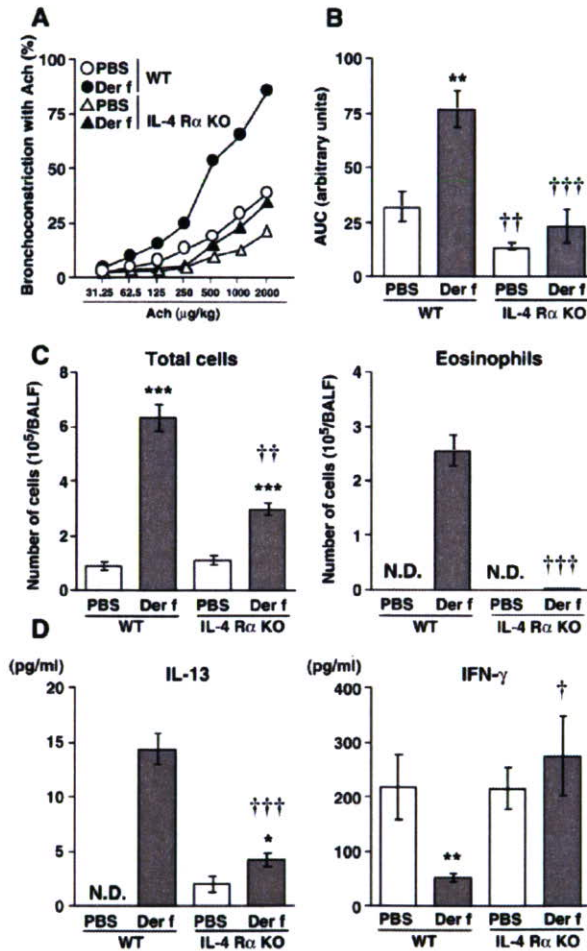 A
Bronchoconstriction with Ach (%)
100
75
50
25
0
○ PBS
● Der f
WT
△ PBS
▲ Der f
IL-4 Rα KO
31.25 62.5 125 250 500 1000 2000
Ach (μg/kg)
B
AUC (arbitrary units)
100
75
50
25
0
**
††
†††
PBS Der f PBS Der f
WT IL-4 Rα KO
C
Total cells
Number of cells (10⁵/BALF)
8
6
4
2
0
***
††
***
PBS Der f PBS Der f
WT IL-4 Rα KO
Eosinophils
Number of cells (10⁵/BALF)
4
3
2
1
0
N.D.
N.D.
†††
PBS Der f PBS Der f
WT IL-4 Rα KO
D
(pg/ml)
IL-13
20
15
10
5
0
N.D.
†††
*
PBS Der f PBS Der f
WT IL-4 Rα KO
(pg/ml)
IFN-γ
400
300
200
100
0
**
†
PBS Der f PBS Der f
WT IL-4 Rα KO